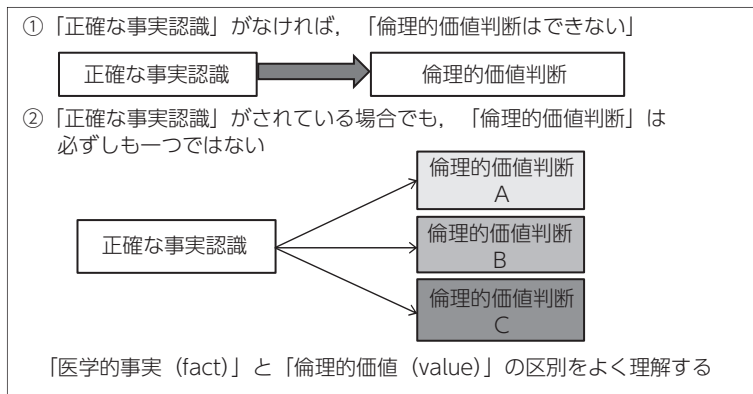 ①「正確な事実認識」がなければ，「倫理的価値判断はできない」
正確な事実認識
倫理的価値判断
②「正確な事実認識」がされている場合でも，「倫理的価値判断」は
必ずしも一つではない
倫理的価値判断
A
正確な事実認識
倫理的価値判断
B
倫理的価値判断
C
「医学的事実（fact）」と「倫理的価値（value）」の区別をよく理解する